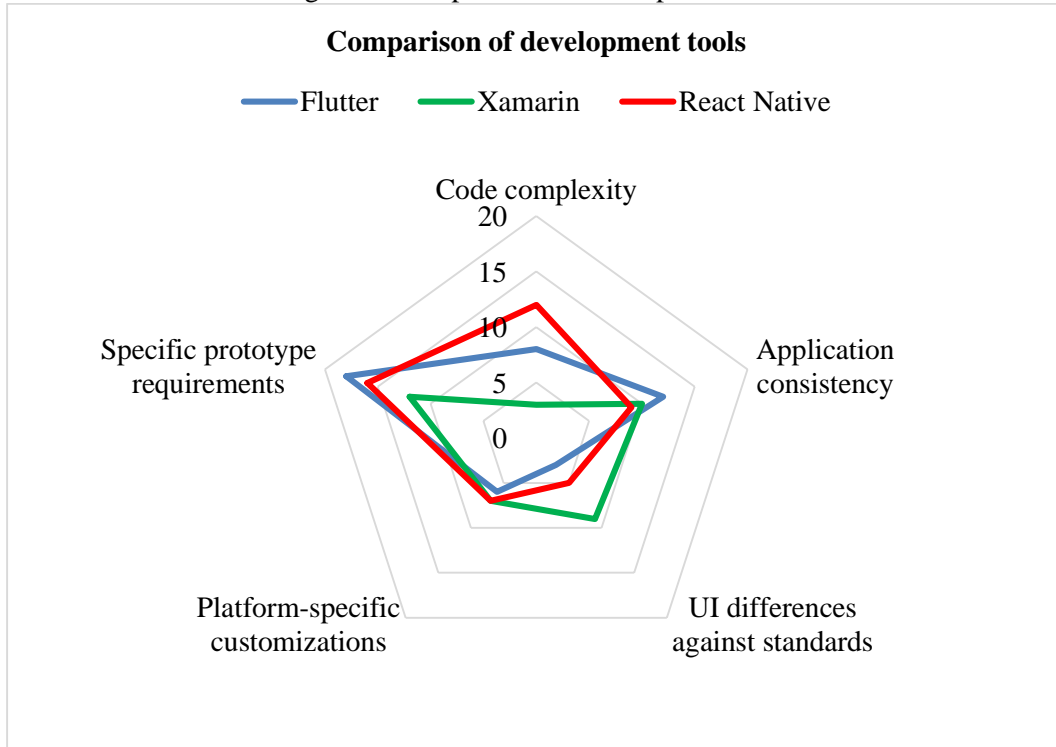 Comparison of development tools
Flutter Xamarin React Native
Code complexity
20
15
10
5
0
Specific prototype
requirements
Application
consistency
Platform-specific
customizations
UI differences
against standards